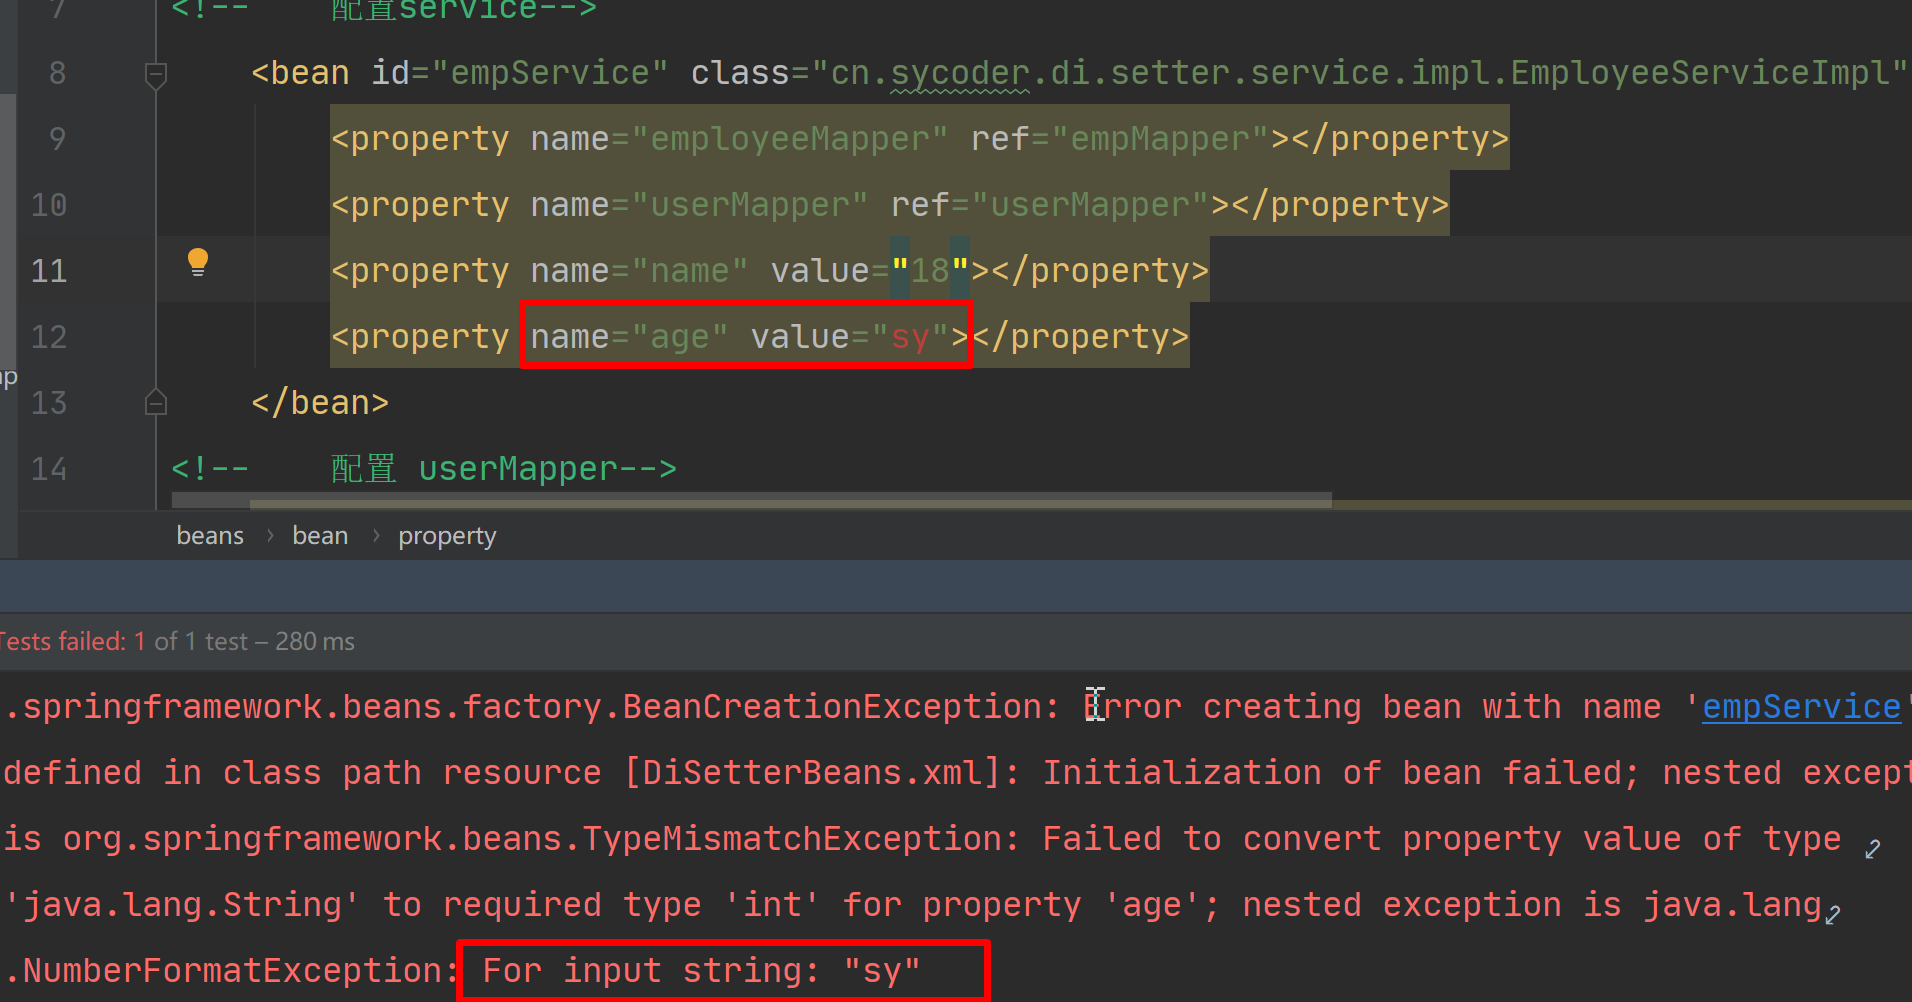 7 <!-- 配置service-->
8 <bean id="empService" class="cn.sycoder.di.setter.service.impl.EmployeeServiceImpl"
9 <property name="employeeMapper" ref="empMapper"></property>
10 <property name="userMapper" ref="userMapper"></property>
11 <property name="name" value="18"></property>
12 <property name="age" value="sy"></property>
np
13 </bean>
14 <!-- 配置 userMapper-->
beans › bean › property
Tests failed: 1 of 1 test – 280 ms
.springframework.beans.factory.BeanCreationException: Error creating bean with name 'empService'
defined in class path resource [DiSetterBeans.xml]: Initialization of bean failed; nested except
is org.springframework.beans.TypeMismatchException: Failed to convert property value of type
'java.lang.String' to required type 'int' for property 'age'; nested exception is java.lang
.NumberFormatException: For input string: "sy"